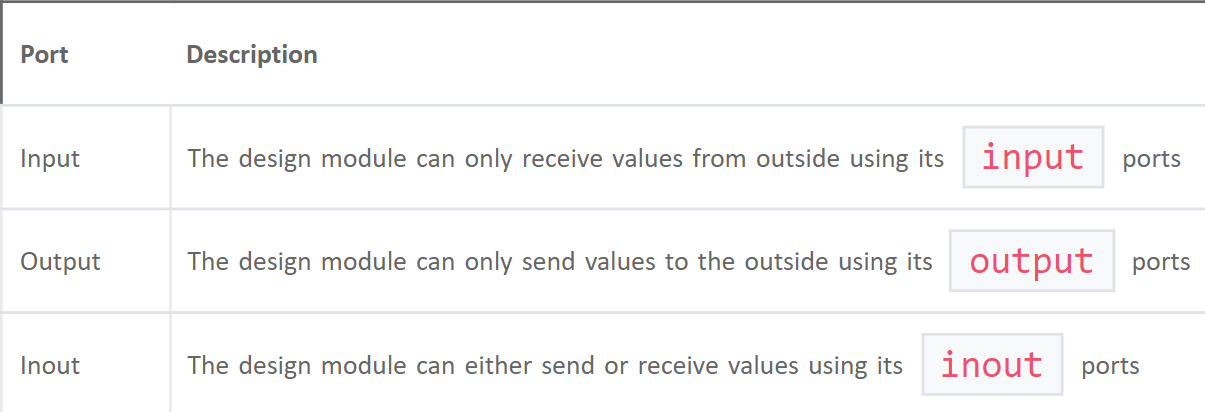 Port Description
Input The design module can only receive values from outside using its input ports
Output The design module can only send values to the outside using its output ports
Inout The design module can either send or receive values using its inout ports